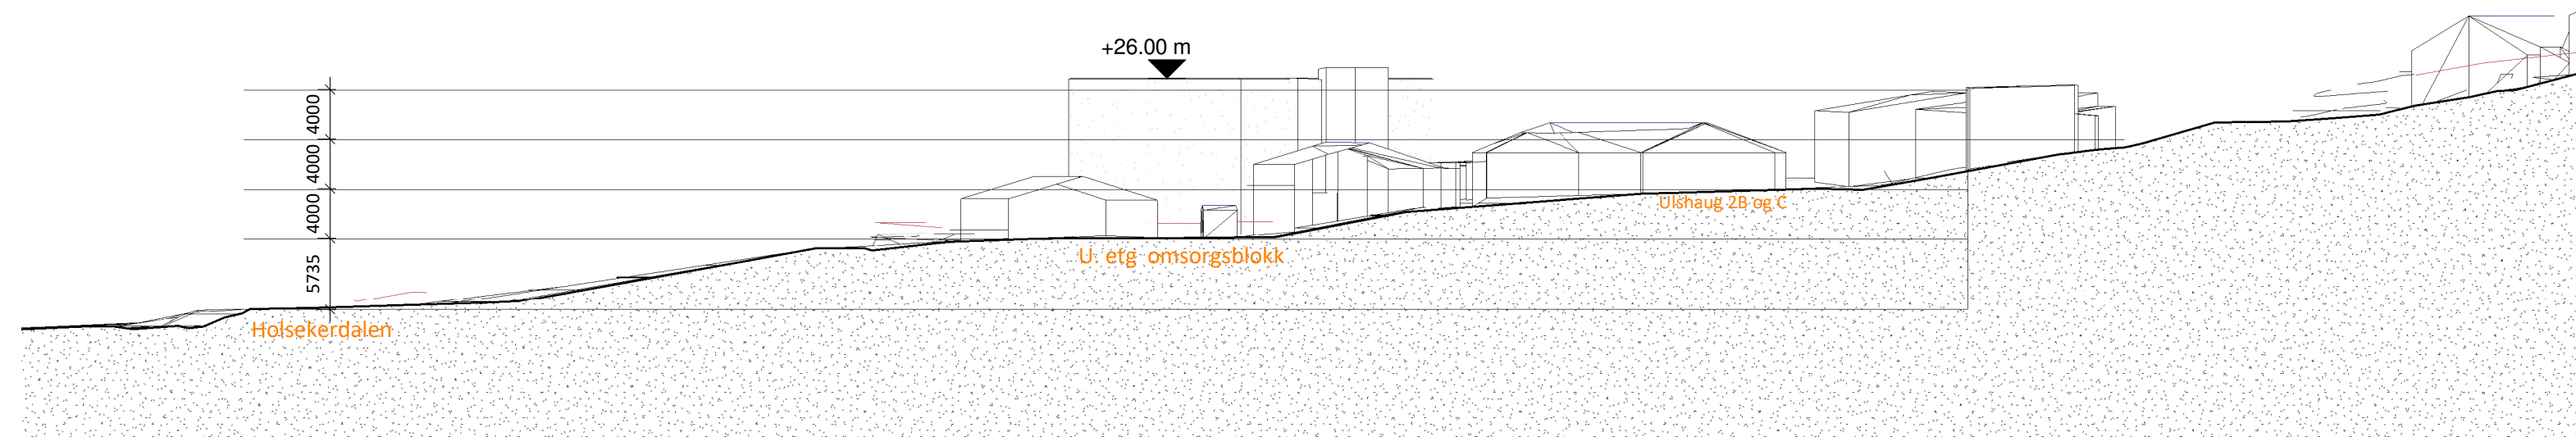 +26.00 m
4000
4000
4000
5735
Ulshaug 2B og C
U. etg omsorgsblokk
Holsekerdalen